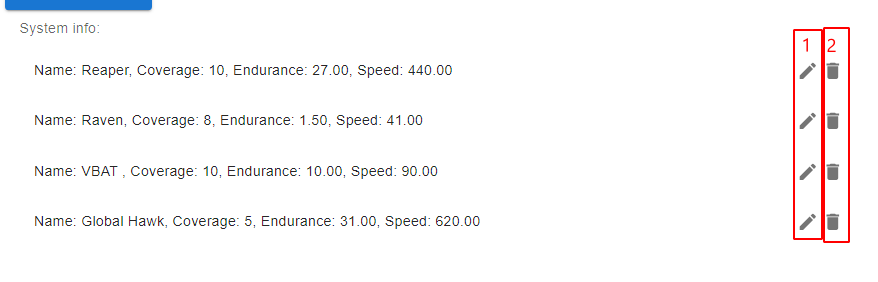 System info:
1 2
Name: Reaper, Coverage: 10, Endurance: 27.00, Speed: 440.00
Name: Raven, Coverage: 8, Endurance: 1.50, Speed: 41.00
Name: VBAT , Coverage: 10, Endurance: 10.00, Speed: 90.00
Name: Global Hawk, Coverage: 5, Endurance: 31.00, Speed: 620.00